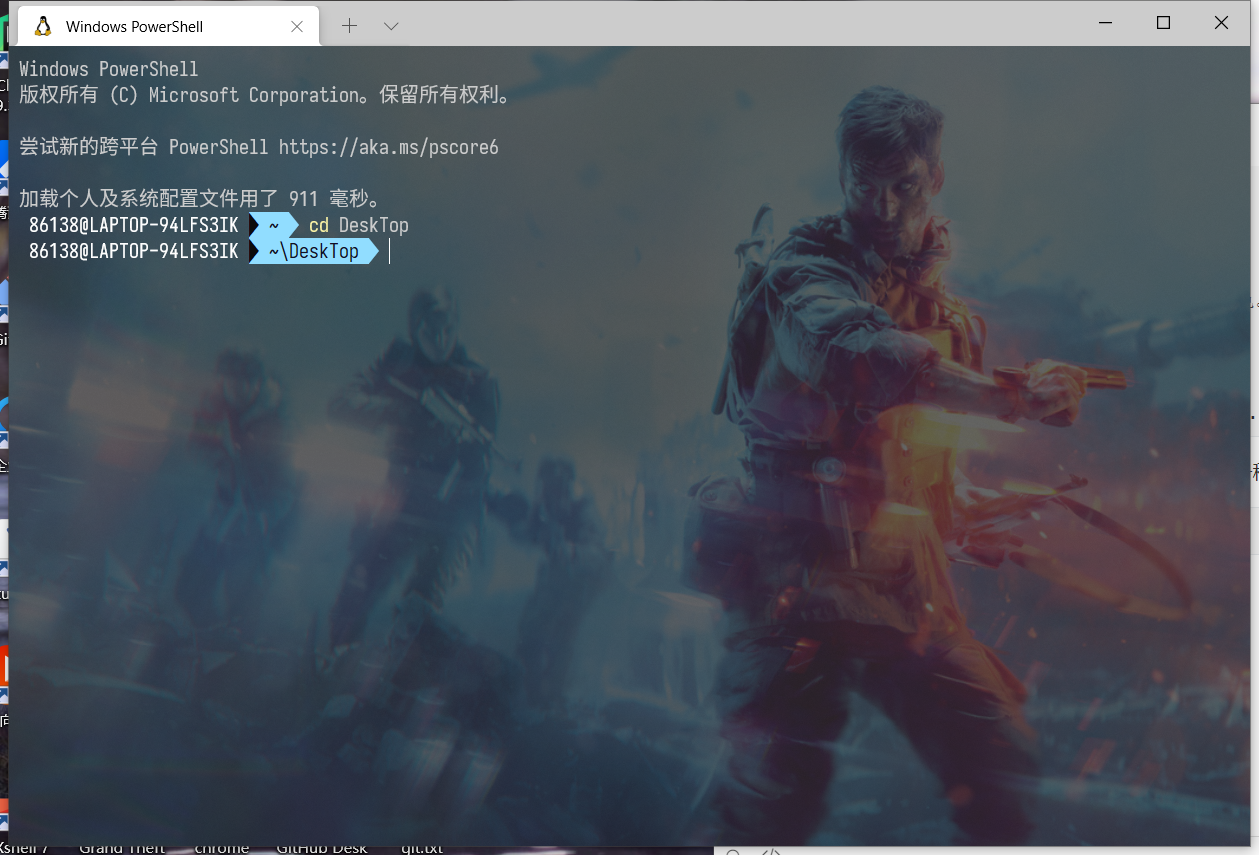 Windows PowerShell
Windows PowerShell
版权所有 (C) Microsoft Corporation。保留所有权利。
尝试新的跨平台 PowerShell https://aka.ms/pscore6
加载个人及系统配置文件用了 911 毫秒。
86138@LAPTOP-94LFS3IK ~ cd DeskTop
86138@LAPTOP-94LFS3IK ~\DeskTop
Xshell 7 Grand Theft chrome GitHub Desk git.txt